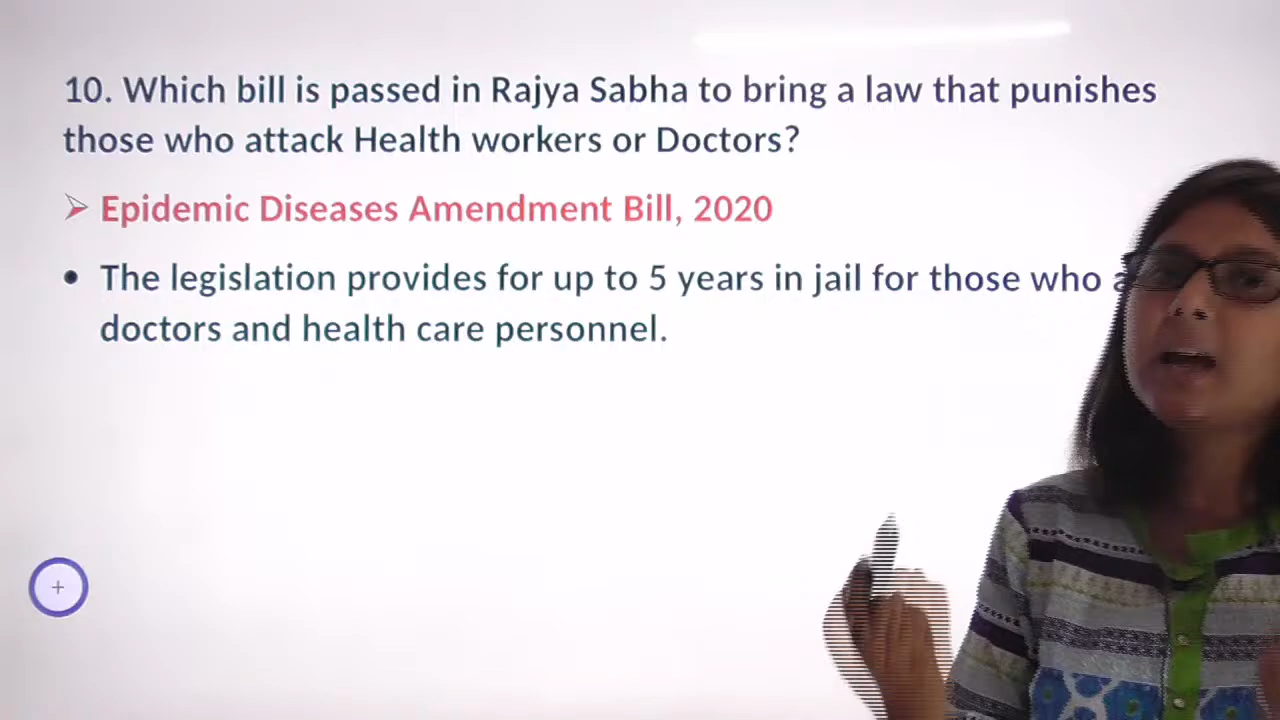 10. Which bill is passed in Rajya Sabha to bring a law that punishes
those who attack Health workers or Doctors?
Epidemic Diseases Amendment Bill, 2020
The legislation provides for up to 5 years in jail for those who
doctors and health care personnel.